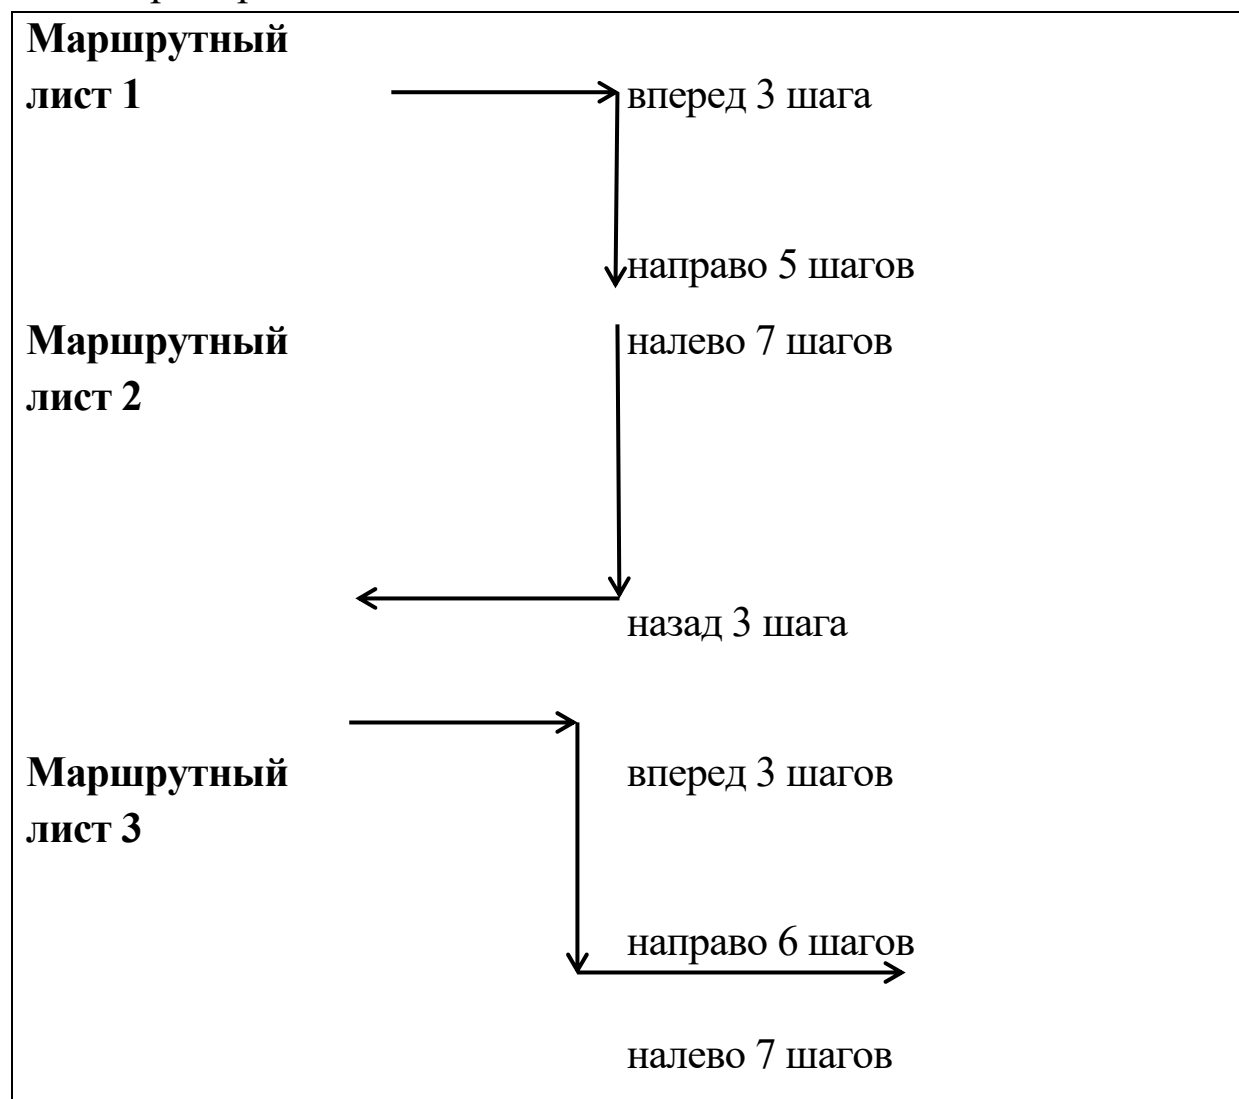 Маршрутный
лист 1
вперед 3 шага
направо 5 шагов
Маршрутный
лист 2
налево 7 шагов
назад 3 шага
Маршрутный
лист 3
вперед 3 шагов
направо 6 шагов
налево 7 шагов